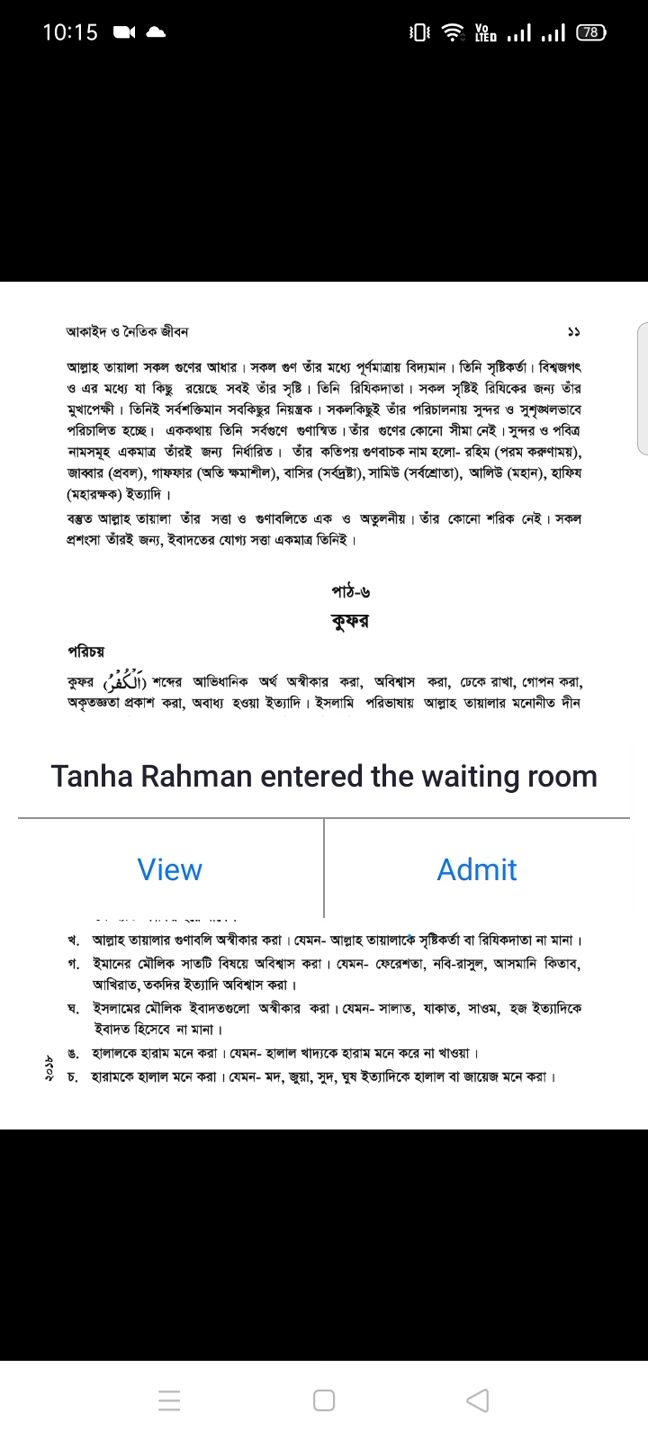 10:15
Vo
LTED
78
আকাইদ ও নৈতিক জীবন ১১
আল্লাহ তায়ালা সকল গুণের আধার। সকল গুণ তাঁর মধ্যে পূর্ণমাত্রায় বিদ্যমান। তিনি সৃষ্টিকর্তা। বিশ্বজগৎ
ও এর মধ্যে যা কিছু রয়েছে সবই তাঁর সৃষ্টি। তিনি রিযিকদাতা। সকল সৃষ্টিই রিযিকের জন্য তাঁর
মুখাপেক্ষী। তিনিই সর্বশক্তিমান সবকিছুর নিয়ন্ত্রক। সকলকিছুই তাঁর পরিচালনায় সুন্দর ও সুশৃঙ্খলভাবে
পরিচালিত হচ্ছে। এককথায় তিনি সর্বগুণে গুণান্বিত। তাঁর গুণের কোনো সীমা নেই। সুন্দর ও পবিত্র
নামসমূহ একমাত্র তাঁরই জন্য নির্ধারিত। তাঁর কতিপয় গুণবাচক নাম হলো- রহিম (পরম করুণাময়),
জাব্বার (প্রবল), গাফফার (অতি ক্ষমাশীল), বাসির (সর্বদ্রষ্টা), সামিউ (সর্বশ্রোতা), আলিউ (মহান), হাফিয
(মহারক্ষক) ইত্যাদি।
বস্তুত আল্লাহ তায়ালা তাঁর সত্তা ও গুণাবলিতে এক ও অতুলনীয়। তাঁর কোনো শরিক নেই। সকল
প্রশংসা তাঁরই জন্য, ইবাদতের যোগ্য সত্তা একমাত্র তিনিই।
পাঠ-৬
কুফর
পরিচয়
কুফর (اَلْكُفْرُ) শব্দের আভিধানিক অর্থ অস্বীকার করা, অবিশ্বাস করা, ঢেকে রাখা, গোপন করা,
অকৃতজ্ঞতা প্রকাশ করা, অবাধ্য হওয়া ইত্যাদি। ইসলামি পরিভাষায় আল্লাহ তায়ালার মনোনীত দীন
Tanha Rahman entered the waiting room
View Admit
খ. আল্লাহ তায়ালার গুণাবলি অস্বীকার করা। যেমন- আল্লাহ তায়ালাকে সৃষ্টিকর্তা বা রিযিকদাতা না মানা।
গ. ইমানের মৌলিক সাতটি বিষয়ে অবিশ্বাস করা। যেমন- ফেরেশতা, নবি-রাসুল, আসমানি কিতাব,
আখিরাত, তকদির ইত্যাদি অবিশ্বাস করা।
ঘ. ইসলামের মৌলিক ইবাদতগুলো অস্বীকার করা। যেমন- সালাত, যাকাত, সাওম, হজ ইত্যাদিকে
ইবাদত হিসেবে না মানা।
ঙ. হালালকে হারাম মনে করা। যেমন- হালাল খাদ্যকে হারাম মনে করে না খাওয়া।
চ. হারামকে হালাল মনে করা। যেমন- মদ, জুয়া, সুদ, ঘুষ ইত্যাদিকে হালাল বা জায়েজ মনে করা।
২০১৮